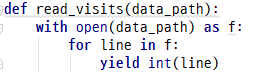 def read_visits(data_path):
    with open(data_path) as f:
        for line in f:
            yield int(line)